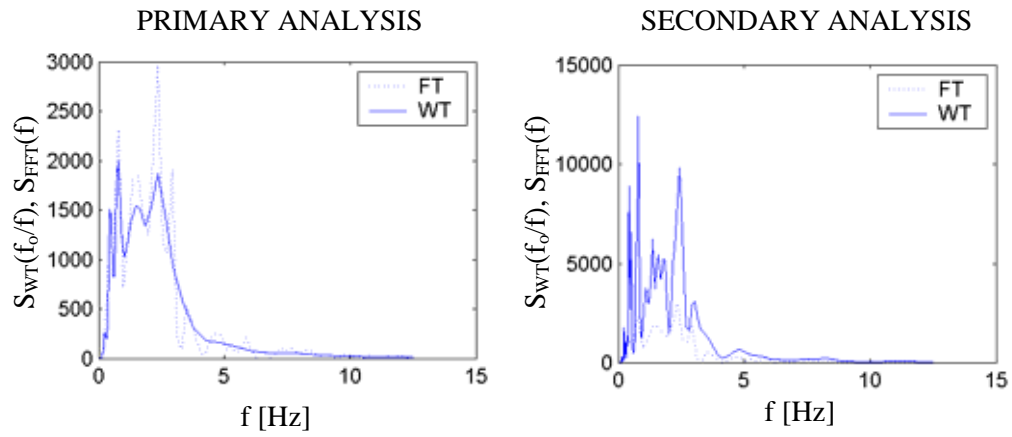 PRIMARY ANALYSIS
3000
2500
2000
1500
1000
500
0
0 5 10 15
FT
WT
S_WT(f_o/f), S_FFT(f)
f [Hz]
SECONDARY ANALYSIS
15000
10000
5000
0
0 5 10 15
FT
WT
S_WT(f_o/f), S_FFT(f)
f [Hz]